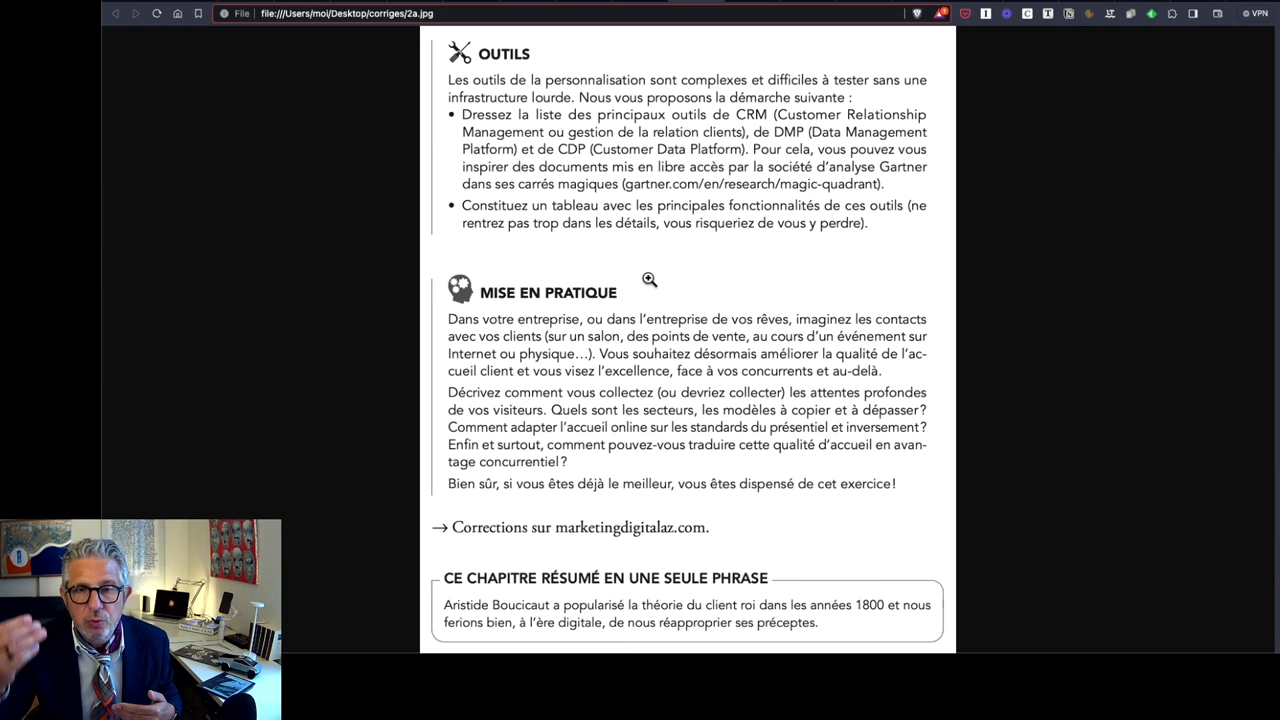 File
file:///Users/moi/Desktop/corriges/2a.jpg
VPN
OUTILS
Les outils de la personnalisation sont complexes et difficiles à tester sans une
infrastructure lourde. Nous vous proposons la démarche suivante :
• Dressez la liste des principaux outils de CRM (Customer Relationship
Management ou gestion de la relation clients), de DMP (Data Management
Platform) et de CDP (Customer Data Platform). Pour cela, vous pouvez vous
inspirer des documents mis en libre accès par la société d’analyse Gartner
dans ses carrés magiques (gartner.com/en/research/magic-quadrant).
• Constituez un tableau avec les principales fonctionnalités de ces outils (ne
rentrez pas trop dans les détails, vous risqueriez de vous y perdre).
MISE EN PRATIQUE
Dans votre entreprise, ou dans l’entreprise de vos rêves, imaginez les contacts
avec vos clients (sur un salon, des points de vente, au cours d’un événement sur
Internet ou physique…). Vous souhaitez désormais améliorer la qualité de l’ac-
cueil client et vous visez l’excellence, face à vos concurrents et au-delà.
Décrivez comment vous collectez (ou devriez collecter) les attentes profondes
de vos visiteurs. Quels sont les secteurs, les modèles à copier et à dépasser ?
Comment adapter l’accueil online sur les standards du présentiel et inversement ?
Enfin et surtout, comment pouvez-vous traduire cette qualité d’accueil en avan-
tage concurrentiel ?
Bien sûr, si vous êtes déjà le meilleur, vous êtes dispensé de cet exercice !
→ Corrections sur marketingdigitalaz.com.
CE CHAPITRE RÉSUMÉ EN UNE SEULE PHRASE
Aristide Boucicaut a popularisé la théorie du client roi dans les années 1800 et nous
ferions bien, à l’ère digitale, de nous réapproprier ses préceptes.